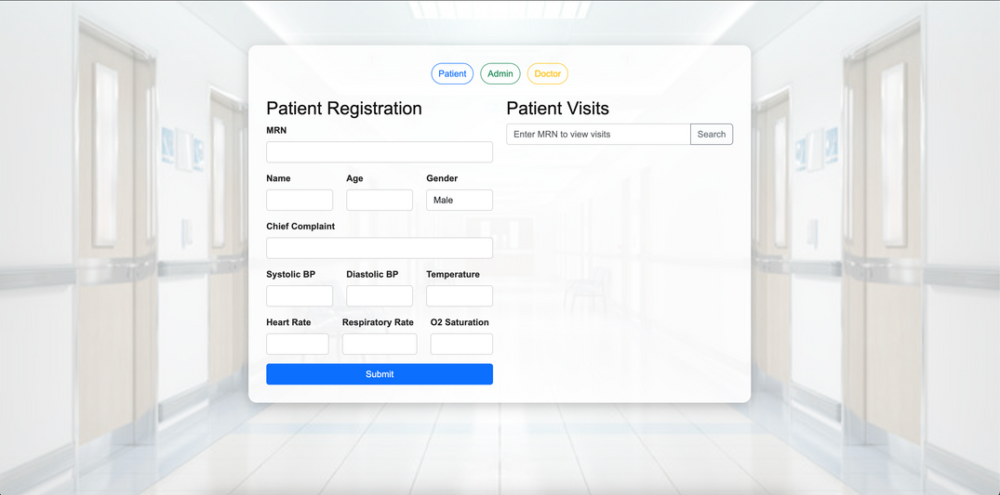 Patient Admin Doctor
Patient Registration
MRN
Name Age Gender
Male
Chief Complaint
Systolic BP Diastolic BP Temperature
Heart Rate Respiratory Rate O2 Saturation
Submit
Patient Visits
Enter MRN to view visits Search